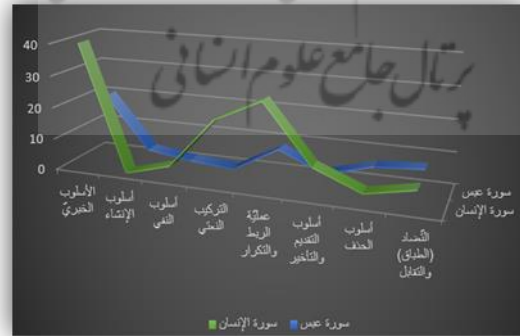 پرتال جامع علوم انسانی
40
30
20
10
0
سورة عبس
سورة الإنسان
الأسلوب
الخبريّ
أسلوب
الإنشاء
أسلوب
النفي
التركيب
النعتي
عمليّة
الربط
والتكرار
أسلوب
التقديم
والتأخير
أسلوب
الحذف
التّضاد
(الطباق)
والتقابل
سورة الإنسان
سورة عبس